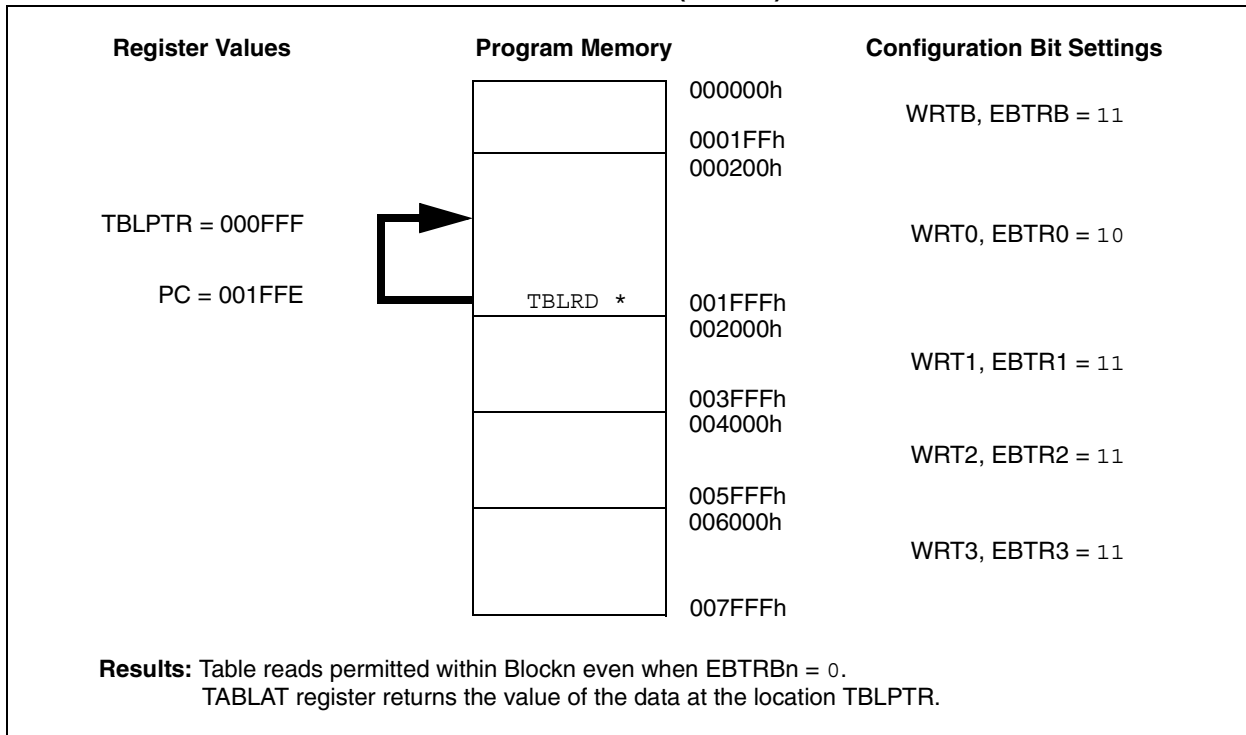 Register Values Program Memory Configuration Bit Settings
000000h
WRTB, EBTRB = 11
0001FFh
000200h
TBLPTR = 000FFF
WRT0, EBTR0 = 10
PC = 001FFE
TBLRD *
001FFFh
002000h
WRT1, EBTR1 = 11
003FFFh
004000h
WRT2, EBTR2 = 11
005FFFh
006000h
WRT3, EBTR3 = 11
007FFFh
Results: Table reads permitted within Blockn even when EBTRBn = 0.
TABLAT register returns the value of the data at the location TBLPTR.